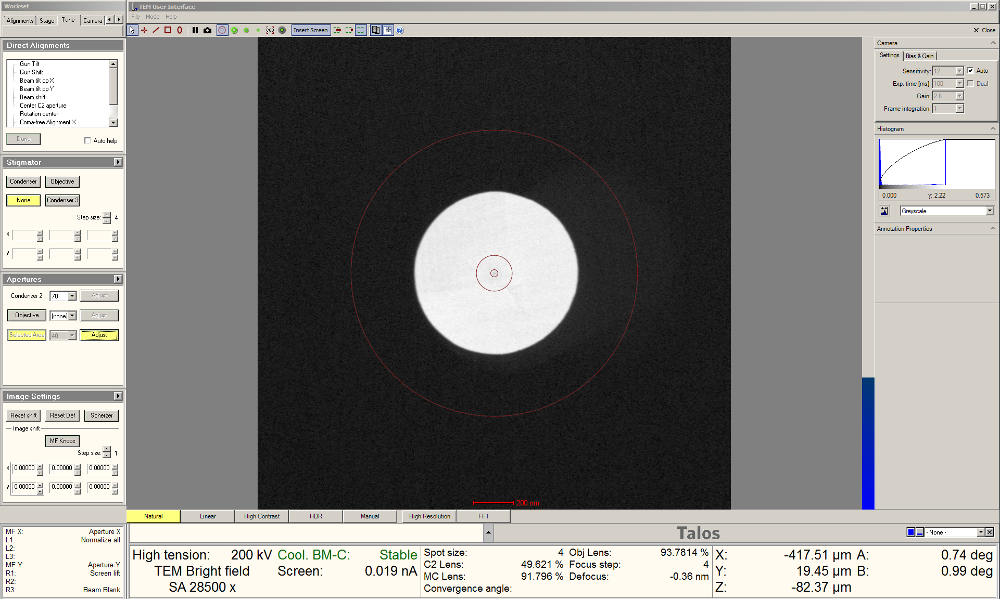 Workset
TEM User Interface
Alignments Stage Tune Camera
File Mode Help
Insert Screen
Close
Direct Alignments
Gun Tilt
Gun Shift
Beam tilt pp X
Beam tilt pp Y
Beam shift
Center C2 aperture
Rotation center
Coma-free Alignment X
Done
Auto help
Stigmator
Condenser Objective
None Condenser 3
Step size: 4
x
y
Apertures
Condenser 2 70 Adjust
Objective [none] Adjust
Selected Area 40 Adjust
Image Settings
Reset shift Reset Def Scherzer
Image shift
MF Knobs
Step size: 1
x 0.00000 0.00000 0.00000
y 0.00000 0.00000 0.00000
MF X: Aperture X
L1: Normalize all
L2:
L3:
MF Y: Aperture Y
R1: Screen lift
R2:
R3: Beam Blank
CCD
200 nm
Natural Linear High Contrast HDR Manual High Resolution FFT
Camera
Settings Bias & Gain
Sensitivity: 12 Auto
Exp. time [ms]: 100 Dual
Gain: 2.8
Frame integration: 1
Histogram
0.000 γ: 2.22 0.573
Greyscale
Annotation Properties
Talos
- None -
High tension: 200 kV Cool. BM-C: Stable
TEM Bright field Screen: 0.019 nA
SA 28500 x
Spot size: 4 Obj Lens: 93.7814 %
C2 Lens: 49.621 % Focus step: 4
MC Lens: 91.796 % Defocus: -0.36 nm
Convergence angle:
X: -417.51 µm A: 0.74 deg
Y: 19.45 µm B: 0.99 deg
Z: -82.37 µm